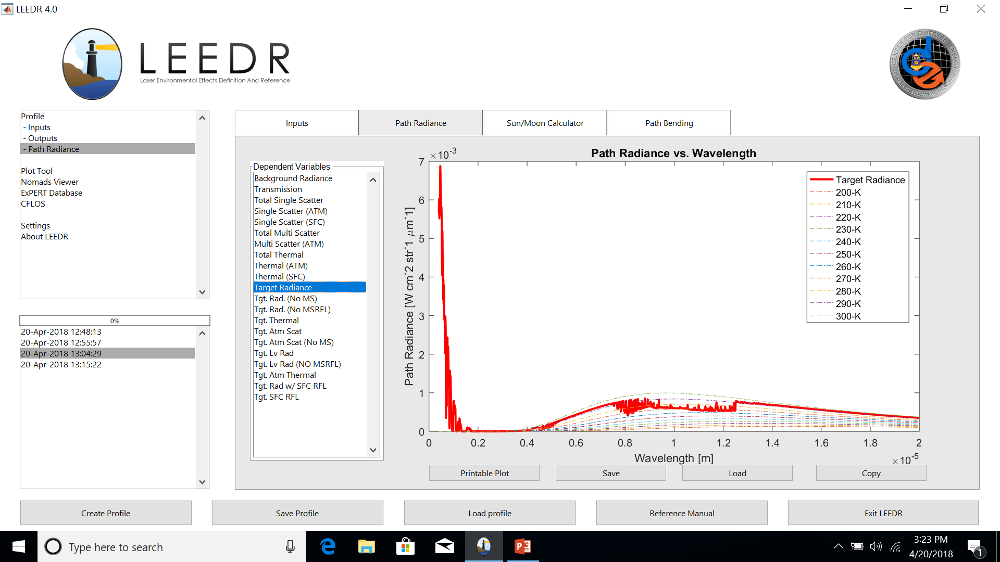 LEEDR 4.0
LEEDR
Laser Environmental Effects Definition And Reference
CENTER FOR DIRECTED ENERGY
RESEARCH EDUCATION INNOVATION
Profile
- Inputs
- Outputs
- Path Radiance
Plot Tool
Nomads Viewer
ExPERT Database
CFLOS
Settings
About LEEDR
0%
20-Apr-2018 12:48:13
20-Apr-2018 12:55:57
20-Apr-2018 13:04:29
20-Apr-2018 13:15:22
Inputs
Path Radiance
Sun/Moon Calculator
Path Bending
Dependent Variables
Background Radiance
Transmission
Total Single Scatter
Single Scatter (ATM)
Single Scatter (SFC)
Total Multi Scatter
Multi Scatter (ATM)
Total Thermal
Thermal (ATM)
Thermal (SFC)
Target Radiance
Tgt. Rad. (No MS)
Tgt. Rad. (No MSRFL)
Tgt. Thermal
Tgt. Atm Scat
Tgt. Atm Scat (No MS)
Tgt. Lv Rad
Tgt. Lv Rad (NO MSRFL)
Tgt. Atm Thermal
Tgt. Rad w/ SFC RFL
Tgt. SFC RFL
Path Radiance vs. Wavelength
×10⁻³
7
6
5
4
3
2
1
0
Path Radiance [W cm⁻2 str⁻1 μm⁻1]
0 0.2 0.4 0.6 0.8 1 1.2 1.4 1.6 1.8 2
Wavelength [m]
×10⁻⁵
Target Radiance
200-K
210-K
220-K
230-K
240-K
250-K
260-K
270-K
280-K
290-K
300-K
Printable Plot
Save
Load
Copy
Create Profile
Save Profile
Load profile
Reference Manual
Exit LEEDR
Type here to search
3:23 PM
4/20/2018
1